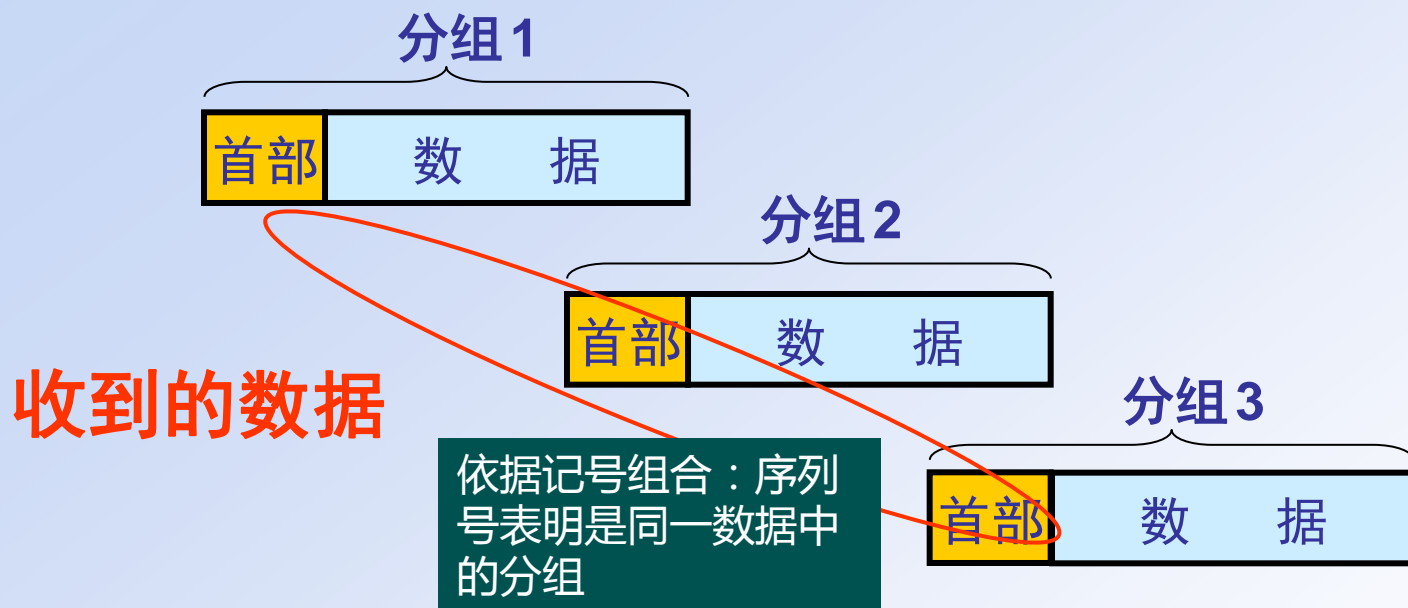 分组1
首部 数 据
分组2
首部 数 据
收到的数据
分组3
依据记号组合：序列
号表明是同一数据中
的分组
首部 数 据